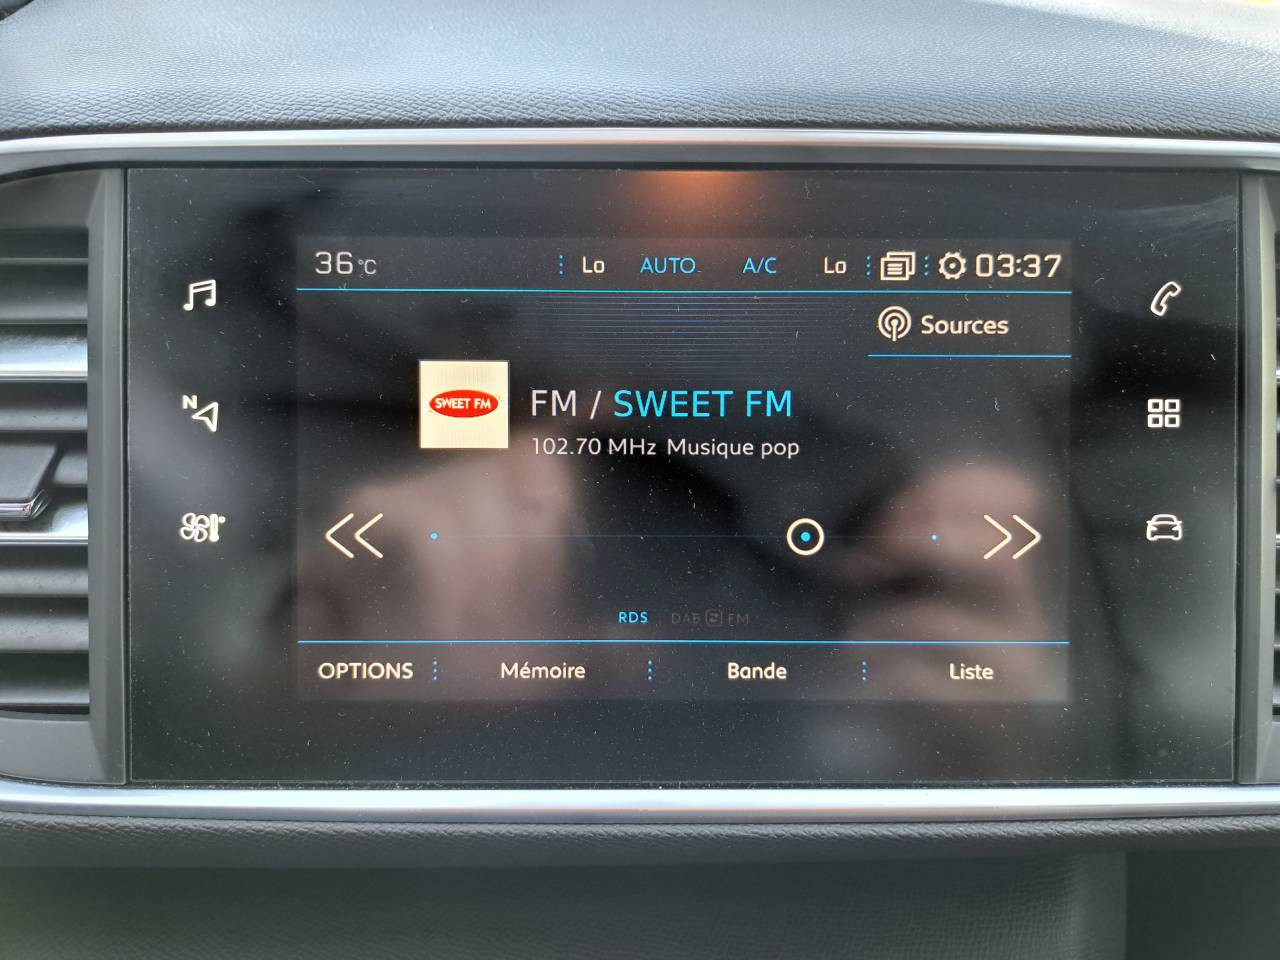 36°C Lo AUTO A/C Lo 03:37
Sources
SWEET FM
FM / SWEET FM
102.70 MHz Musique pop
N
RDS DAB FM
OPTIONS Mémoire Bande Liste